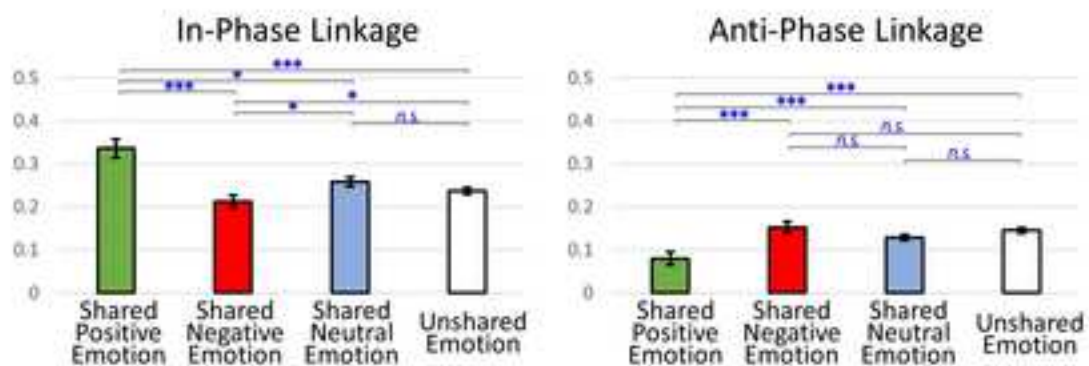 In-Phase Linkage
0.5
0.4
0.3
0.2
0.1
0
***
*
***
*
*
n.s.
Shared
Positive
Emotion
Shared
Negative
Emotion
Shared
Neutral
Emotion
Unshared
Emotion
Anti-Phase Linkage
0.5
0.4
0.3
0.2
0.1
0
***
***
***
n.s.
n.s.
n.s.
Shared
Positive
Emotion
Shared
Negative
Emotion
Shared
Neutral
Emotion
Unshared
Emotion